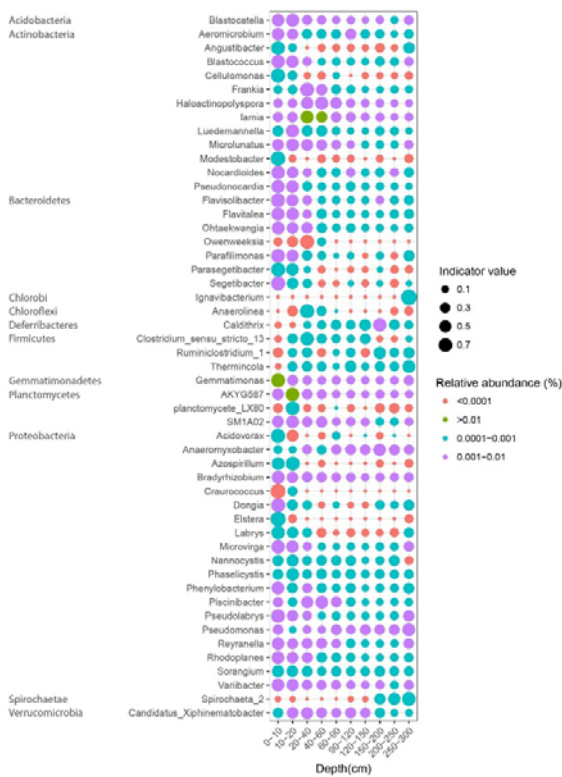 Acidobacteria Blastocatella
Actinobacteria Aeromicrobium
Angustibacter
Blastococcus
Cellulomonas
Frankia
Haloactinopolyspora
Iamia
Luedemannella
Microlunatus
Modestobacter
Nocardioides
Pseudonocardia
Bacteroidetes Flavisolibacter
Flavitalea
Ohtaekwangia
Owenweeksia
Parafilimonas
Parasegetibacter
Segetibacter
Chlorobi Ignavibacterium
Chloroflexi Anaerolinea
Deferribacteres Caldithrix
Firmicutes Clostridium_sensu_stricto_13
Ruminiclostridium_1
Thermincola
Gemmatimonadetes Gemmatimonas
Planctomycetes AKYG587
planctomycete_LX80
SM1A02
Proteobacteria Acidovorax
Anaeromyxobacter
Azospirillum
Bradyrhizobium
Craurococcus
Dongia
Elstera
Labrys
Microvirga
Nannocystis
Phaselicystis
Phenylobacterium
Piscinibacter
Pseudolabrys
Pseudomonas
Reyranella
Rhodoplanes
Sorangium
Variibacter
Spirochaetae Spirochaeta_2
Verrucomicrobia Candidatus_Xiphinematobacter
0-10 10-20 20-40 40-60 60-80 80-120 120-150 150-200 200-250 250-300
Depth(cm)
Indicator value
0.1
0.3
0.5
0.7
Relative abundance (%)
<0.0001
>0.01
0.0001-0.001
0.001-0.01